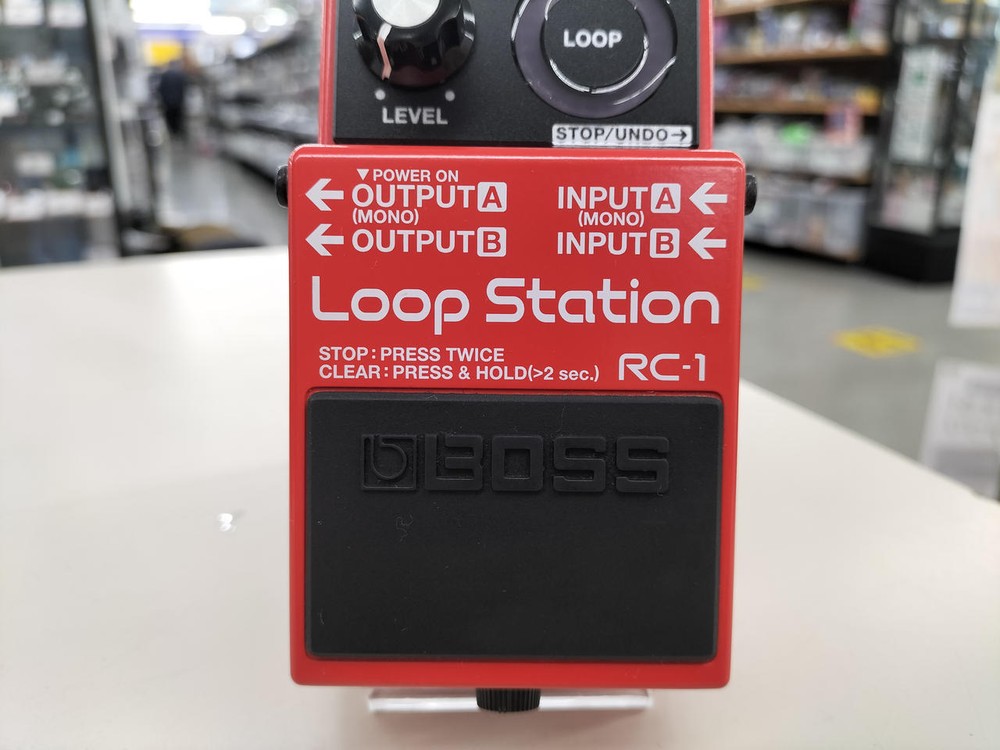 LOOP
LEVEL
STOP/UNDO→
▼POWER ON
←OUTPUT A
(MONO)
←OUTPUT B
INPUT A←
(MONO)
INPUT B←
Loop Station
STOP : PRESS TWICE
CLEAR : PRESS & HOLD(>2 sec.)
RC-1
BOSS